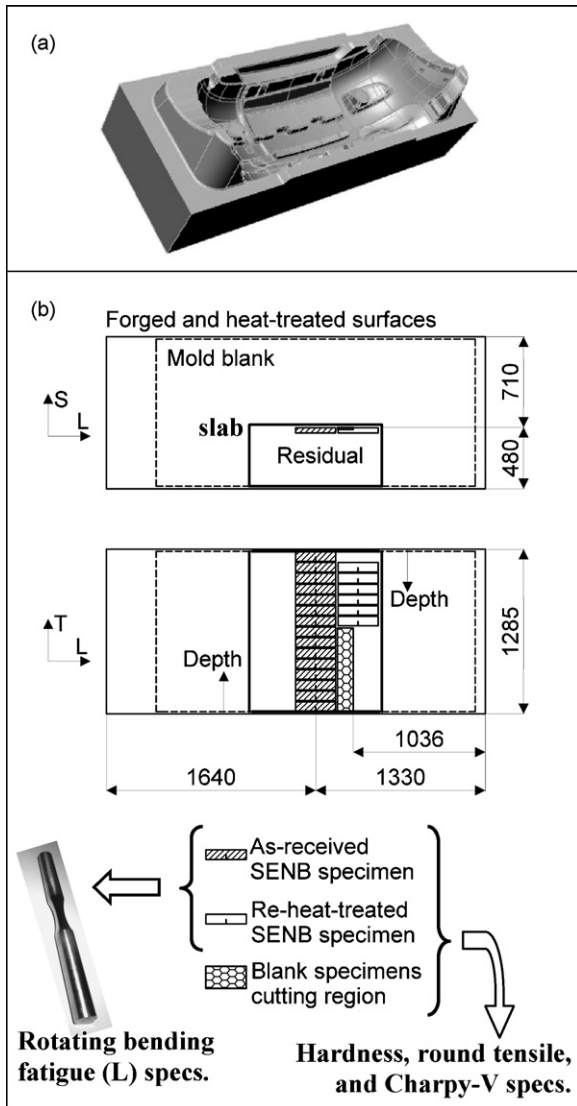 (a)
(b)
Forged and heat-treated surfaces
Mold blank
S
L
slab
Residual
710
480
T
L
Depth
Depth
1285
1036
1640
1330
As-received
SENB specimen
Re-heat-treated
SENB specimen
Blank specimens
cutting region
Rotating bending
fatigue (L) specs.
Hardness, round tensile,
and Charpy-V specs.